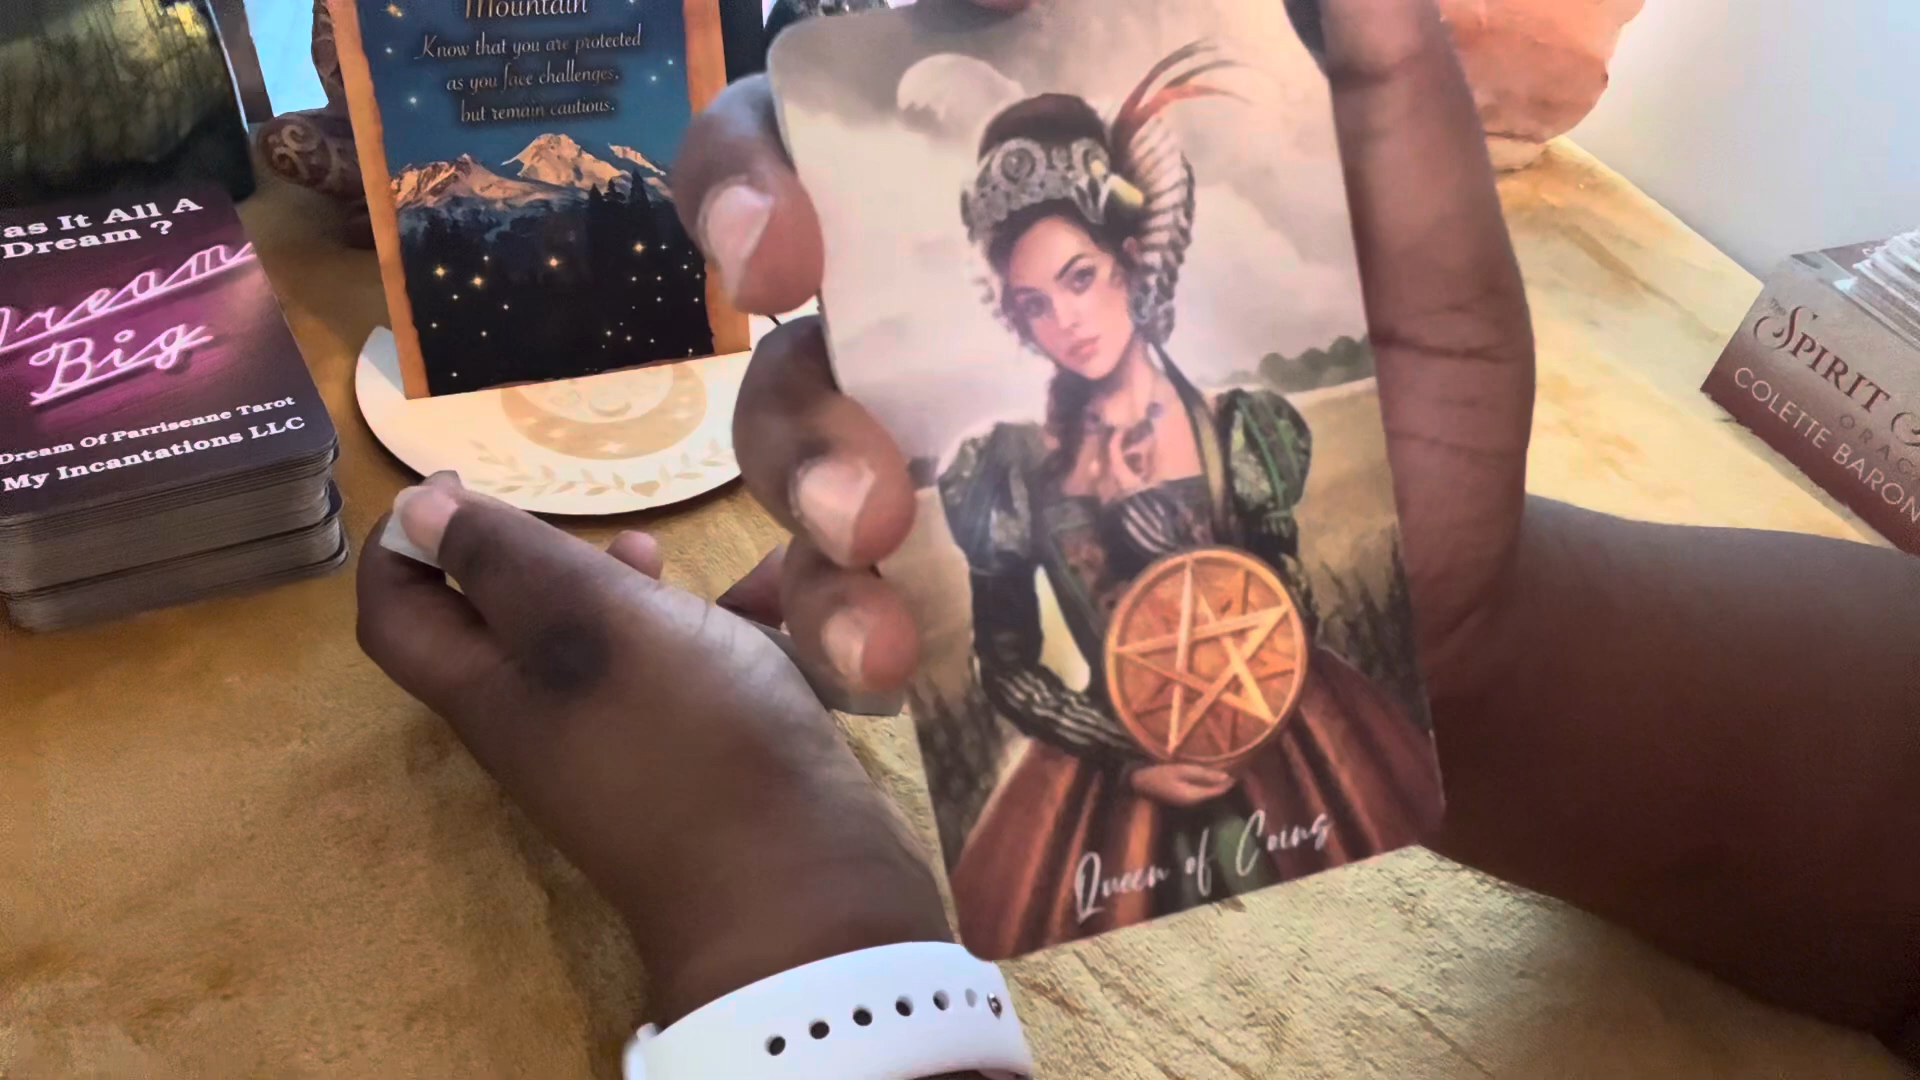 Mountain
Know that you are protected
as you face challenges,
but remain cautious.
as It All A
Dream ?
Dream
Big
Dream Of Parrisenne Tarot
My Incantations LLC
Queen of Coins
SPIRIT
ORAC
COLETTE BARON